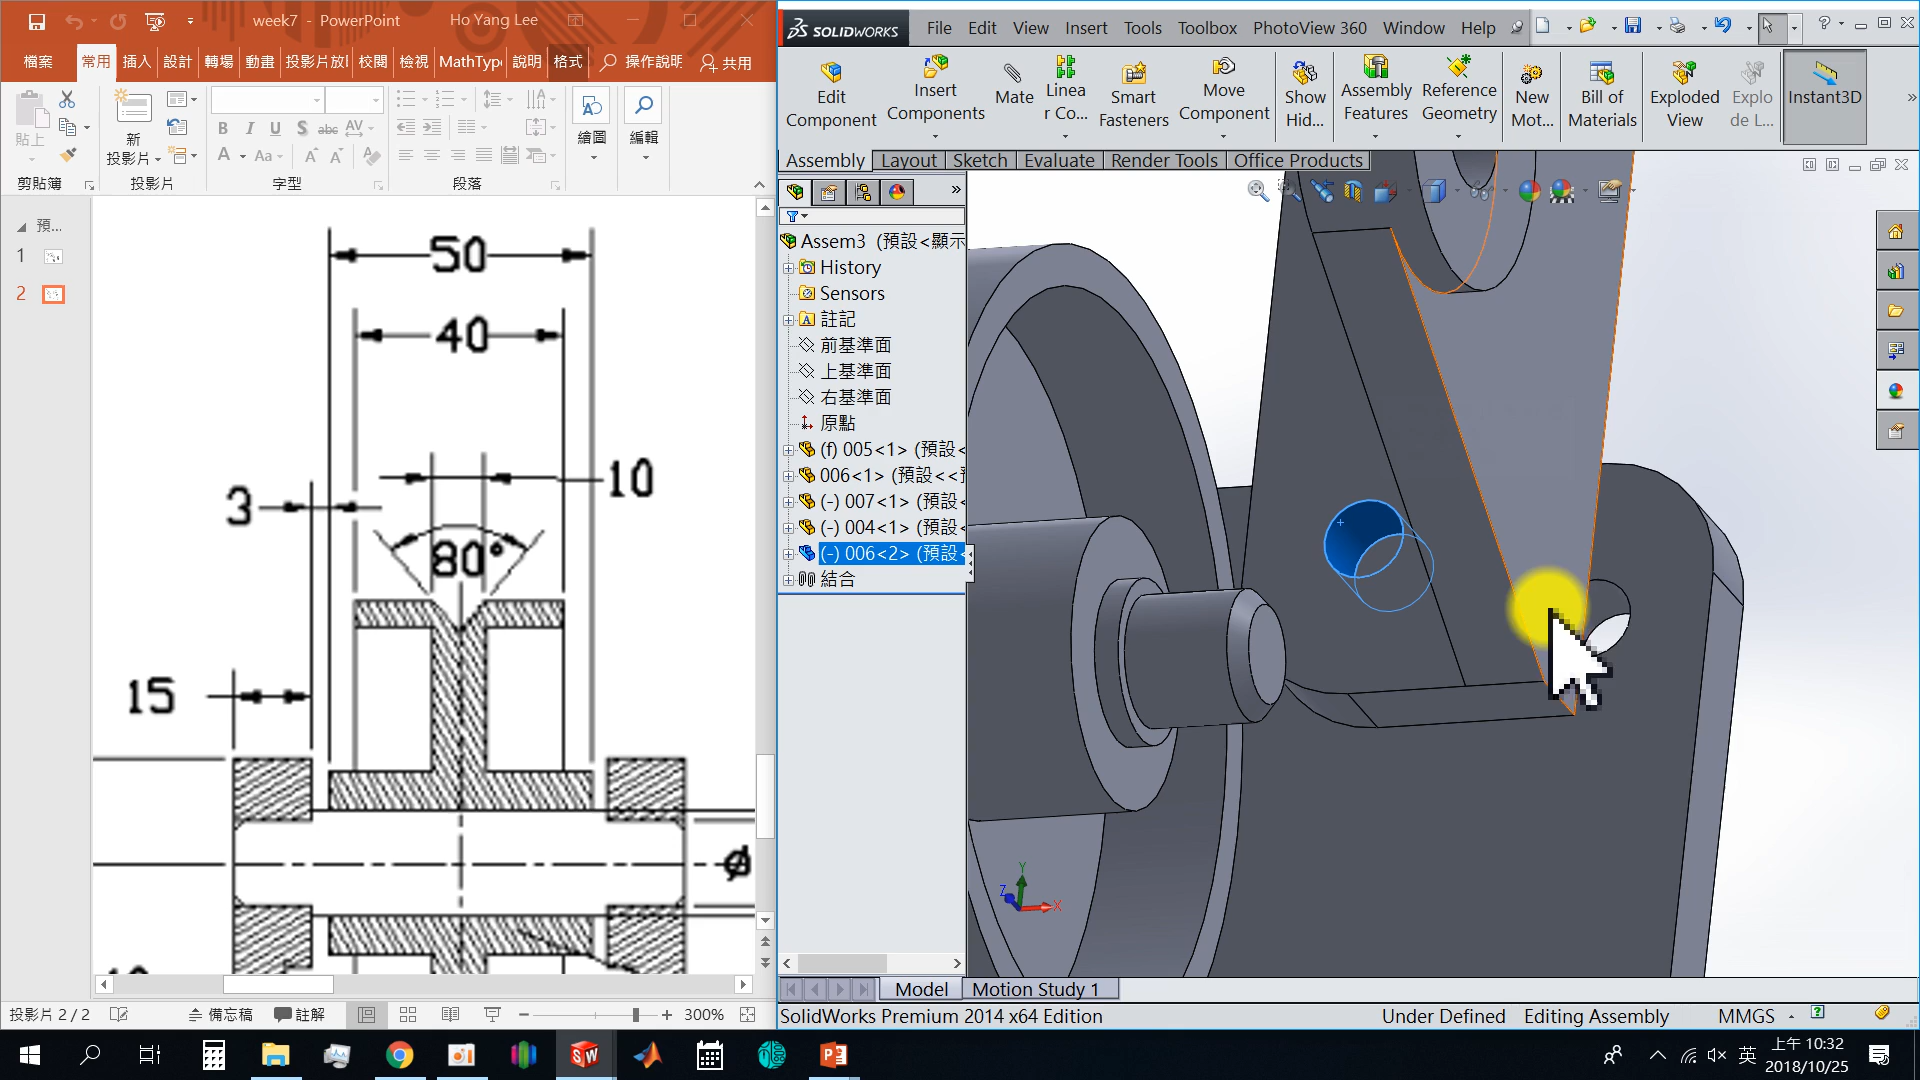 week7 - PowerPoint
Ho Yang Lee
檔案
常用
插入
設計
轉場
動畫
投影片放
校閱
檢視
MathType
說明
格式
操作說明
共用
貼上
新
投影片
B I U S abc AV
A Aa A A
繪圖
編輯
剪貼簿
投影片
字型
段落
預...
1
2
50
40
10
3
80°
15
ϕ
投影片 2 / 2
備忘稿
註解
300%
SOLIDWORKS
File Edit View Insert Tools Toolbox PhotoView 360 Window Help
Edit
Component
Insert
Components
Mate
Linea
r Co...
Smart
Fasteners
Move
Component
Show
Hid...
Assembly
Features
Reference
Geometry
New
Mot...
Bill of
Materials
Exploded
View
Explo
de L...
Instant3D
Assembly
Layout
Sketch
Evaluate
Render Tools
Office Products
Assem3 (預設<顯示
History
Sensors
註記
前基準面
上基準面
右基準面
原點
(f) 005<1> (預設<
006<1> (預設<<預
(-) 007<1> (預設<
(-) 004<1> (預設<
(-) 006<2> (預設<
結合
Y
Z
X
Model
Motion Study 1
SolidWorks Premium 2014 x64 Edition
Under Defined
Editing Assembly
MMGS
英
上午 10:32
2018/10/25